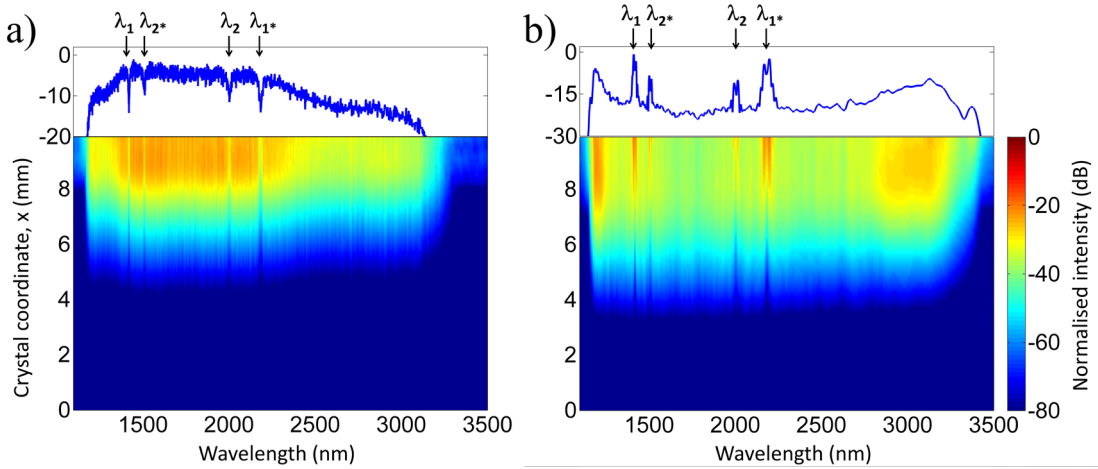 a)
λ1 λ2* λ2 λ1*
0
-10
-20
8
6
4
2
0
Crystal coordinate, x (mm)
1500 2000 2500 3000 3500
Wavelength (nm)
b)
λ1 λ2* λ2 λ1*
0
-15
-30
8
6
4
2
0
1500 2000 2500 3000 3500
Wavelength (nm)
0
-20
-40
-60
-80
Normalised intensity (dB)